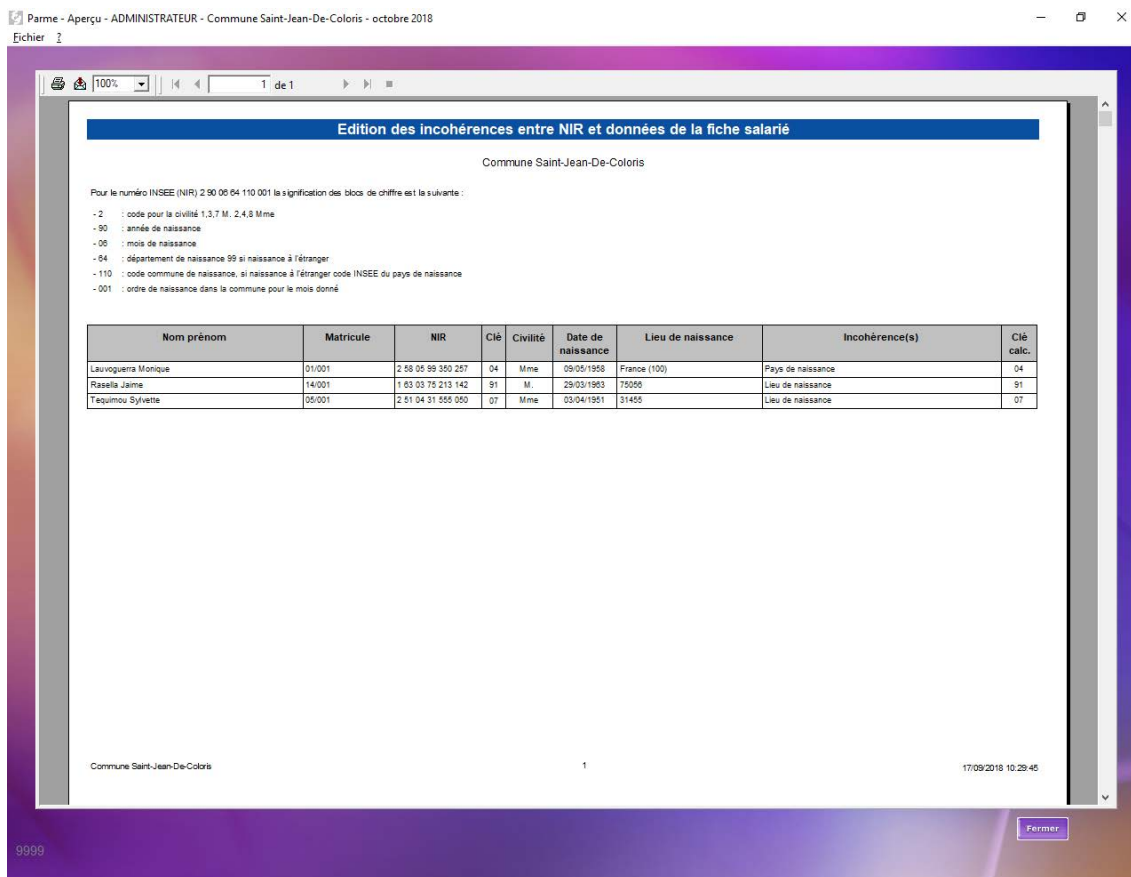 Parme - Aperçu - ADMINISTRATEUR - Commune Saint-Jean-De-Coloris - octobre 2018
Fichier ?
100% 1 de 1
Edition des incohérences entre NIR et données de la fiche salarié
Commune Saint-Jean-De-Coloris
Pour le numéro INSEE (NIR) 2 90 06 64 110 001 la signification des blocs de chiffre est la suivante :
- 2 : code pour la civilité 1,3,7 M. 2,4,8 Mme
- 90 : année de naissance
- 06 : mois de naissance
- 64 : département de naissance 99 si naissance à l'étranger
- 110 : code commune de naissance, si naissance à l'étranger code INSEE du pays de naissance
- 001 : ordre de naissance dans la commune pour le mois donné
Nom prénom Matricule NIR Clé Civilité Date de naissance Lieu de naissance Incohérence(s) Clé calc.
Lauvoguerra Monique 01/001 2 58 05 99 350 257 04 Mme 09/05/1958 France (100) Pays de naissance 04
Rasella Jaime 14/001 1 63 03 75 213 142 91 M. 29/03/1963 75056 Lieu de naissance 91
Tequimou Sylvette 05/001 2 51 04 31 555 050 07 Mme 03/04/1951 31455 Lieu de naissance 07
Commune Saint-Jean-De-Coloris 1 17/09/2018 10:29:45
Fermer
9999